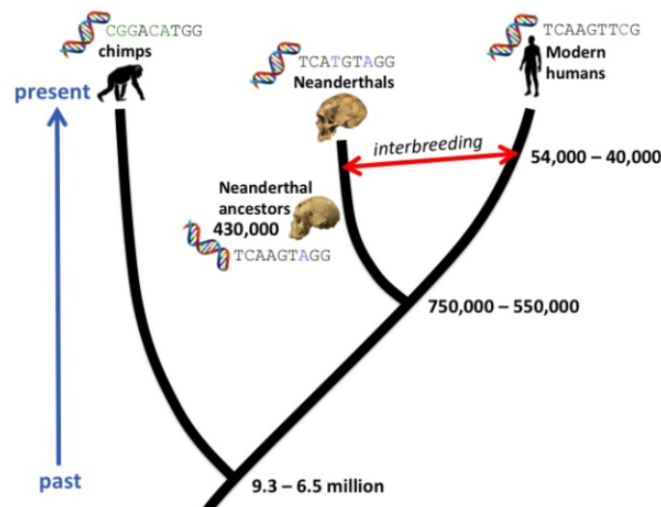 CGGACATGG
chimps
TCATGTAGG
Neanderthals
TCAAGTTCG
Modern
humans
present
interbreeding
54,000 – 40,000
Neanderthal
ancestors
430,000
TCAAGTAGG
750,000 – 550,000
past
9.3 – 6.5 million